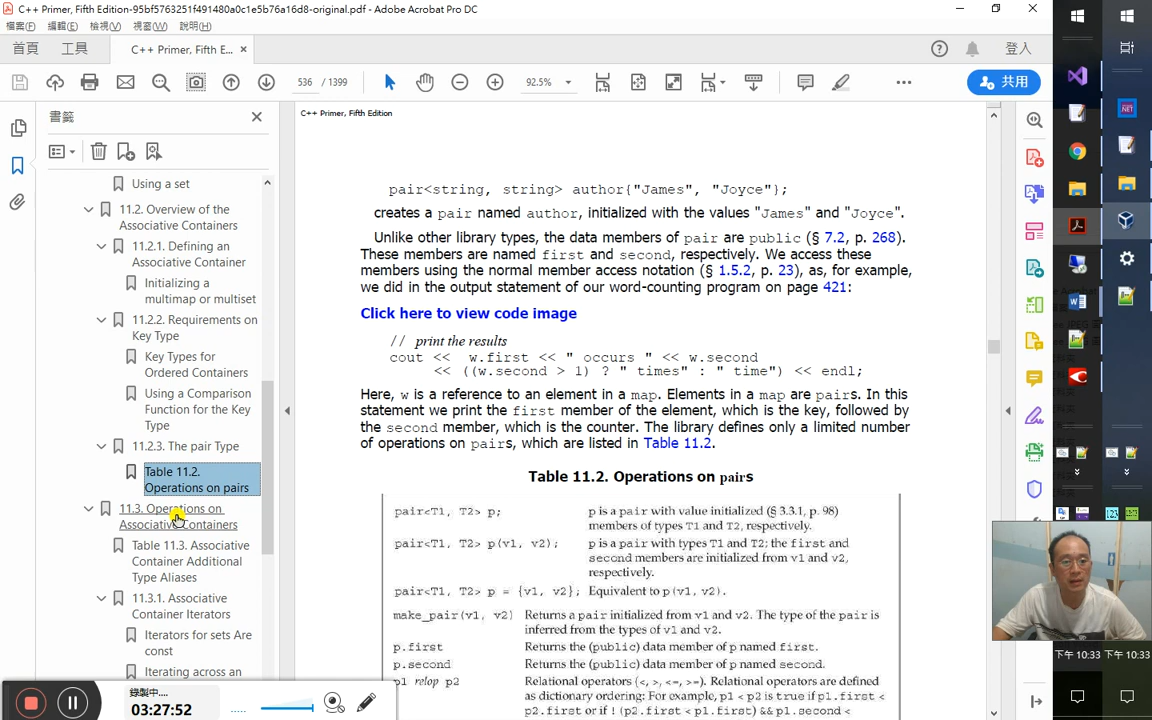 C++ Primer, Fifth Edition-95bf5763251f491480a0c1e5b76a16d8-original.pdf - Adobe Acrobat Pro DC
檔案(F) 編輯(E) 檢視(V) 視窗(W) 說明(H)
首頁 工具 C++ Primer, Fifth E... × 登入
536 / 1399 92.5% 共用
書籤
Using a set
11.2. Overview of the
Associative Containers
11.2.1. Defining an
Associative Container
Initializing a
multimap or multiset
11.2.2. Requirements on
Key Type
Key Types for
Ordered Containers
Using a Comparison
Function for the Key
Type
11.2.3. The pair Type
Table 11.2.
Operations on pairs
11.3. Operations on
Associative Containers
Table 11.3. Associative
Container Additional
Type Aliases
11.3.1. Associative
Container Iterators
Iterators for sets Are
const
Iterating across an
C++ Primer, Fifth Edition
pair<string, string> author{"James", "Joyce"};
creates a pair named author, initialized with the values "James" and "Joyce".
Unlike other library types, the data members of pair are public (§ 7.2, p. 268).
These members are named first and second, respectively. We access these
members using the normal member access notation (§ 1.5.2, p. 23), as, for example,
we did in the output statement of our word-counting program on page 421:
Click here to view code image
// print the results
cout << w.first << " occurs " << w.second
<< ((w.second > 1) ? " times" : " time") << endl;
Here, w is a reference to an element in a map. Elements in a map are pairs. In this
statement we print the first member of the element, which is the key, followed by
the second member, which is the counter. The library defines only a limited number
of operations on pairs, which are listed in Table 11.2.
Table 11.2. Operations on pairs
pair<T1, T2> p; p is a pair with value initialized (§ 3.3.1, p. 98)
members of types T1 and T2, respectively.
pair<T1, T2> p(v1, v2); p is a pair with types T1 and T2; the first and
second members are initialized from v1 and v2,
respectively.
pair<T1, T2> p = {v1, v2}; Equivalent to p(v1, v2).
make_pair(v1, v2) Returns a pair initialized from v1 and v2. The type of the pair is
inferred from the types of v1 and v2.
p.first Returns the (public) data member of p named first.
p.second Returns the (public) data member of p named second.
p1 relop p2 Relational operators (<, >, <=, >=). Relational operators are defined
as dictionary ordering: For example, p1 < p2 is true if p1.first <
p2.first or if ! (p2.first < p1.first) && p1.second <
錄製中....
03:27:52
.NET
123
下午 10:33 下午 10:33